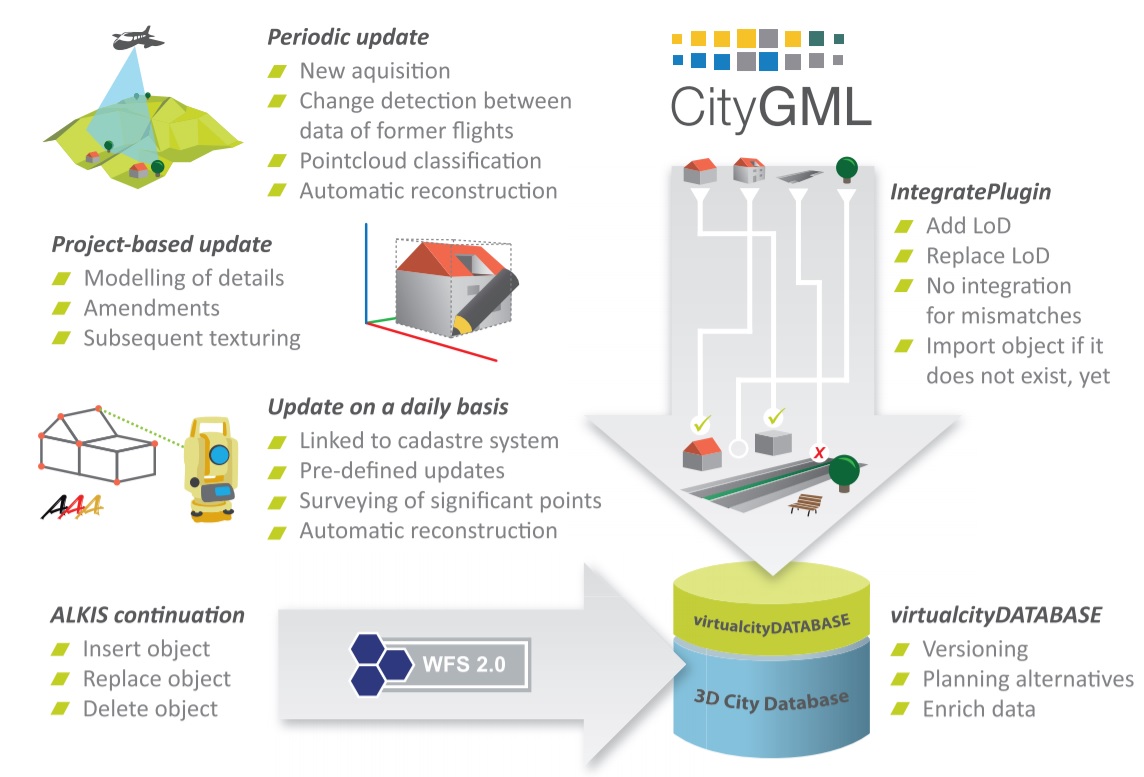 Periodic update
New aquisition
Change detection between
data of former flights
Pointcloud classification
Automatic reconstruction
Project-based update
Modelling of details
Amendments
Subsequent texturing
Update on a daily basis
Linked to cadastre system
Pre-defined updates
Surveying of significant points
Automatic reconstruction
AAA
ALKIS continuation
Insert object
Replace object
Delete object
WFS 2.0
CityGML
IntegratePlugin
Add LoD
Replace LoD
No integration
for mismatches
Import object if it
does not exist, yet
x
virtualcityDATABASE
3D City Database
virtualcityDATABASE
Versioning
Planning alternatives
Enrich data